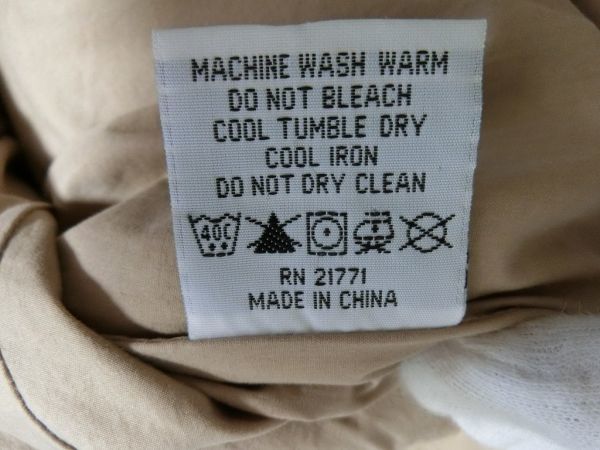 MACHINE WASH WARM
DO NOT BLEACH
COOL TUMBLE DRY
COOL IRON
DO NOT DRY CLEAN
40C
RN 21771
MADE IN CHINA